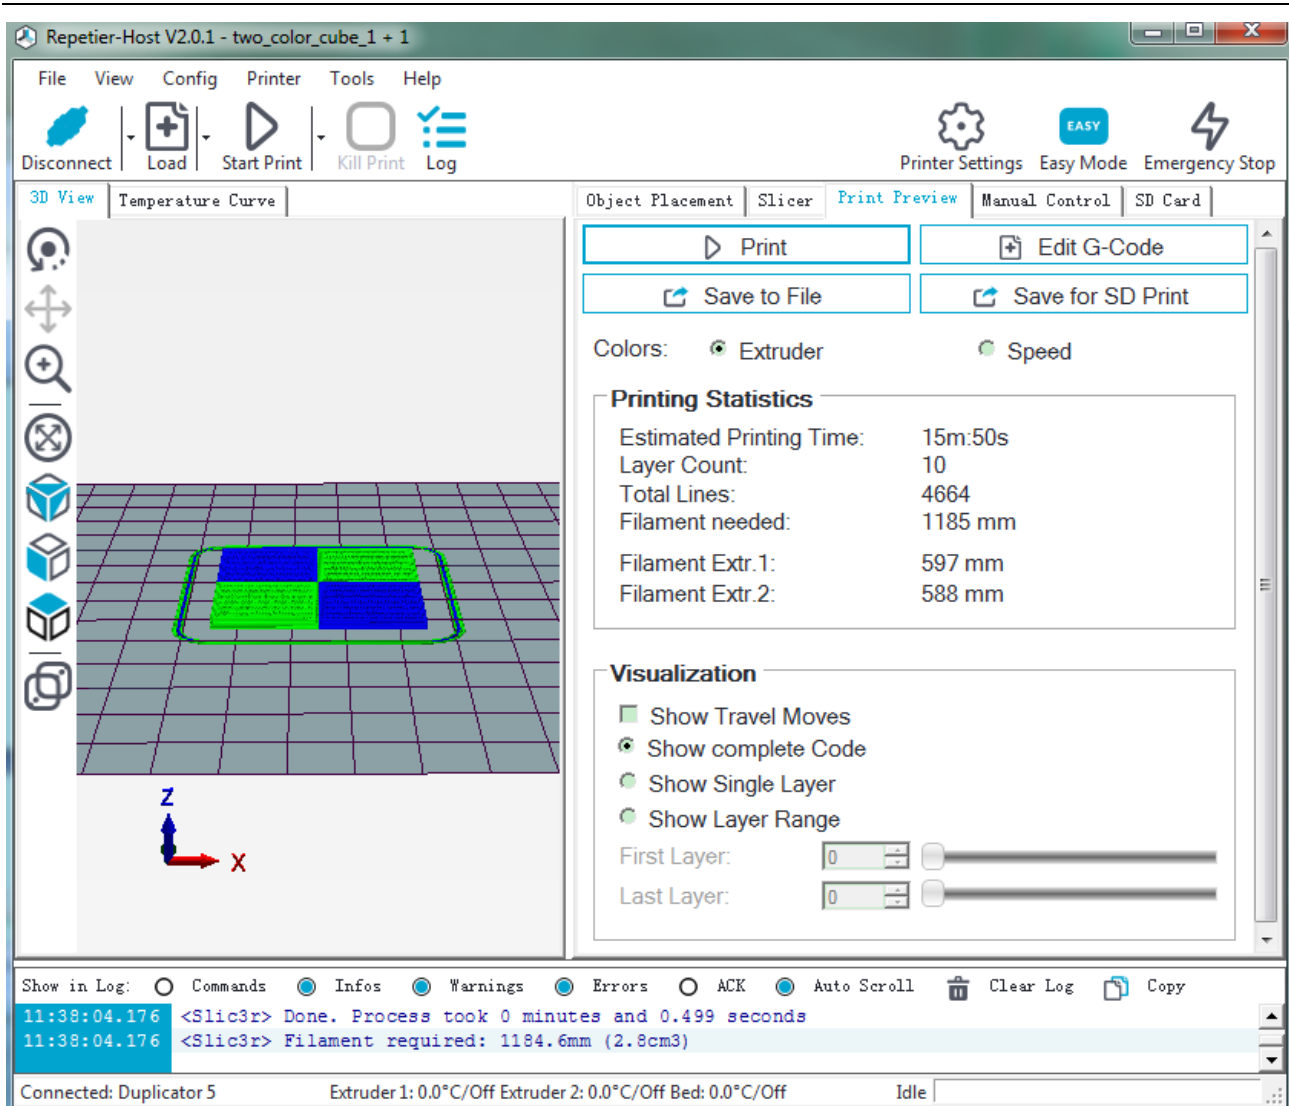 Repetier-Host V2.0.1 - two_color_cube_1 + 1
File View Config Printer Tools Help
Disconnect Load Start Print Kill Print Log
EASY
Printer Settings Easy Mode Emergency Stop
3D View Temperature Curve
Object Placement Slicer Print Preview Manual Control SD Card
Print Edit G-Code
Save to File Save for SD Print
Colors: Extruder Speed
Printing Statistics
Estimated Printing Time: 15m:50s
Layer Count: 10
Total Lines: 4664
Filament needed: 1185 mm
Filament Extr.1: 597 mm
Filament Extr.2: 588 mm
Visualization
Show Travel Moves
Show complete Code
Show Single Layer
Show Layer Range
First Layer: 0
Last Layer: 0
Z
X
Show in Log: Commands Infos Warnings Errors ACK Auto Scroll Clear Log Copy
11:38:04.176 <Slic3r> Done. Process took 0 minutes and 0.499 seconds
11:38:04.176 <Slic3r> Filament required: 1184.6mm (2.8cm3)
Connected: Duplicator 5 Extruder 1: 0.0°C/Off Extruder 2: 0.0°C/Off Bed: 0.0°C/Off Idle